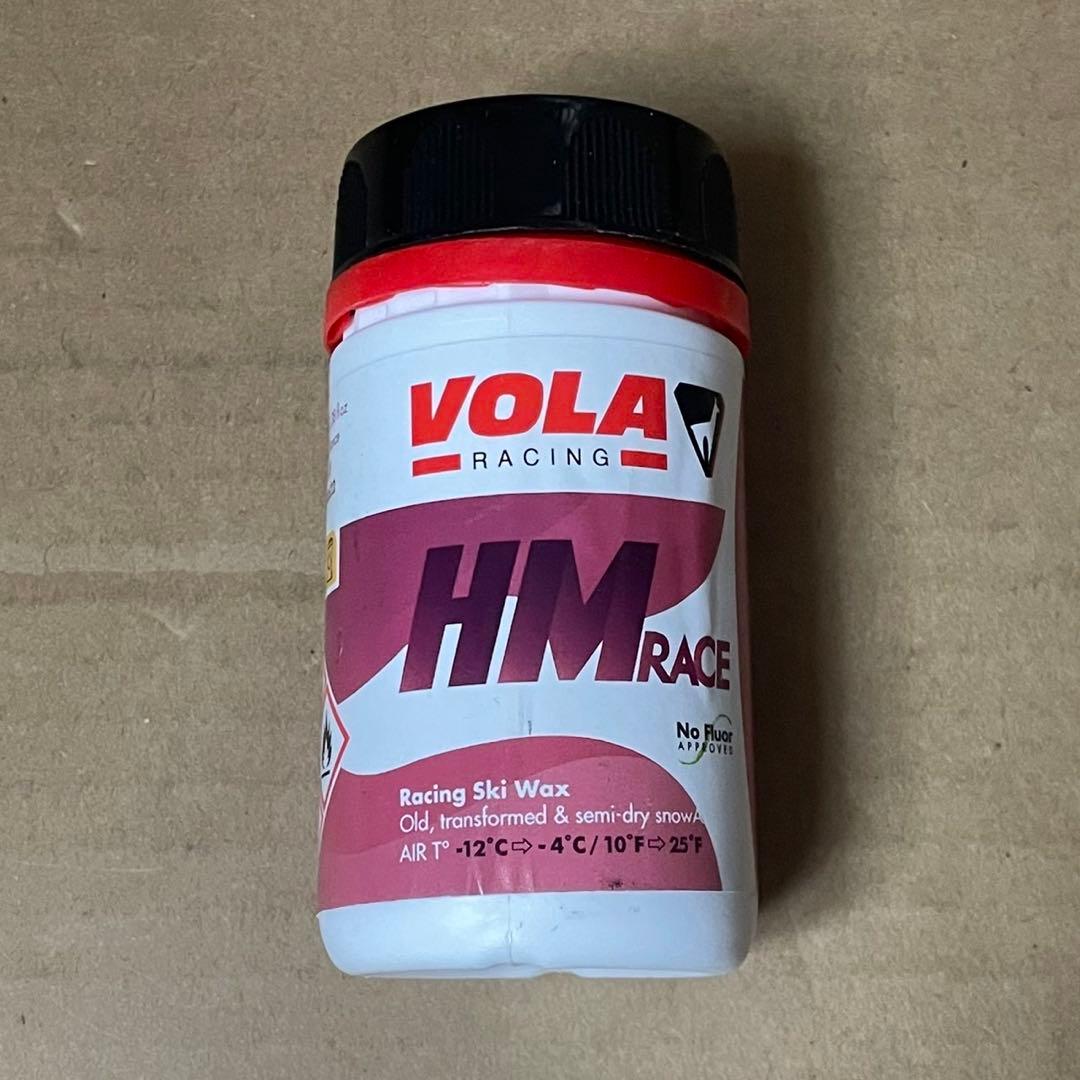 VOLA
RACING
HM RACE
No Fluor
APPROVED
Racing Ski Wax
Old, transformed & semi-dry snow
AIR T° -12°C ⇨ - 4°C / 10°F ⇨ 25°F